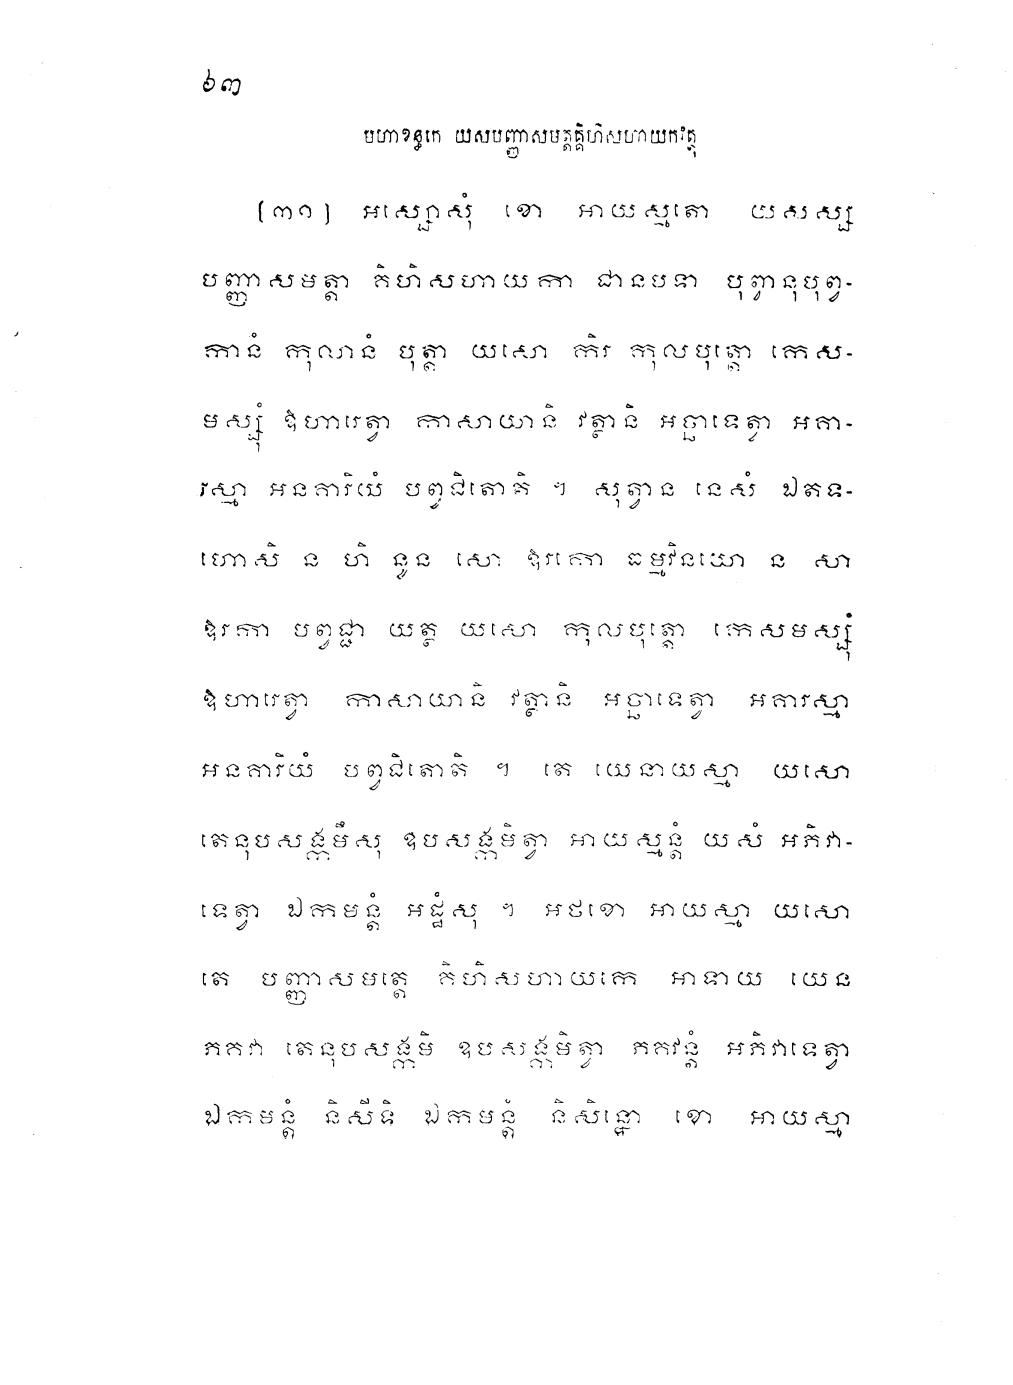 ៦៣
មហាខន្ធកេ យសបញ្ញាសមត្តគ្គិហិសហាយកវត្ថុ
(៣១) អស្សោសុំ ខោ អាយស្មតោ យសស្ស
បញ្ញាសមត្តា គិហិសហាយកា ជានបទា បុព្វានុបុព្វ-
កានំ កុលានំ បុត្តា យសោ កិរ កុលបុត្តោ កេស-
មស្សុំ ឱហារេត្វា កាសាយានិ វត្ថានិ អច្ឆាទេត្វា អគា-
រស្មា អនគារិយំ បព្វជិតោតិ ។ សុត្វាន នេសំ ឯតទ-
ហោសិ ន ហិ នូន សោ ឱរកោ ធម្មវិនយោ ន សា
ឱរកា បព្វជ្ជា យត្ថ យសោ កុលបុត្តោ កេសមស្សុំ
ឱហារេត្វា កាសាយានិ វត្ថានិ អច្ឆាទេត្វា អគារស្មា
អនគារិយំ បព្វជិតោតិ ។ តេ យេនាយស្មា យសោ
តេនុបសង្កមឹសុ ឧបសង្កមិត្វា អាយស្មន្តំ យសំ អភិវា-
ទេត្វា ឯកមន្តំ អដ្ឋំសុ ។ អថខោ អាយស្មា យសោ
តេ បញ្ញាសមត្តេ គិហិសហាយកេ អាទាយ យេន
ភគវា តេនុបសង្កមិ ឧបសង្កមិត្វា ភគវន្តំ អភិវាទេត្វា
ឯកមន្តំ និសីទិ ឯកមន្តំ និសិន្នោ ខោ អាយស្មា